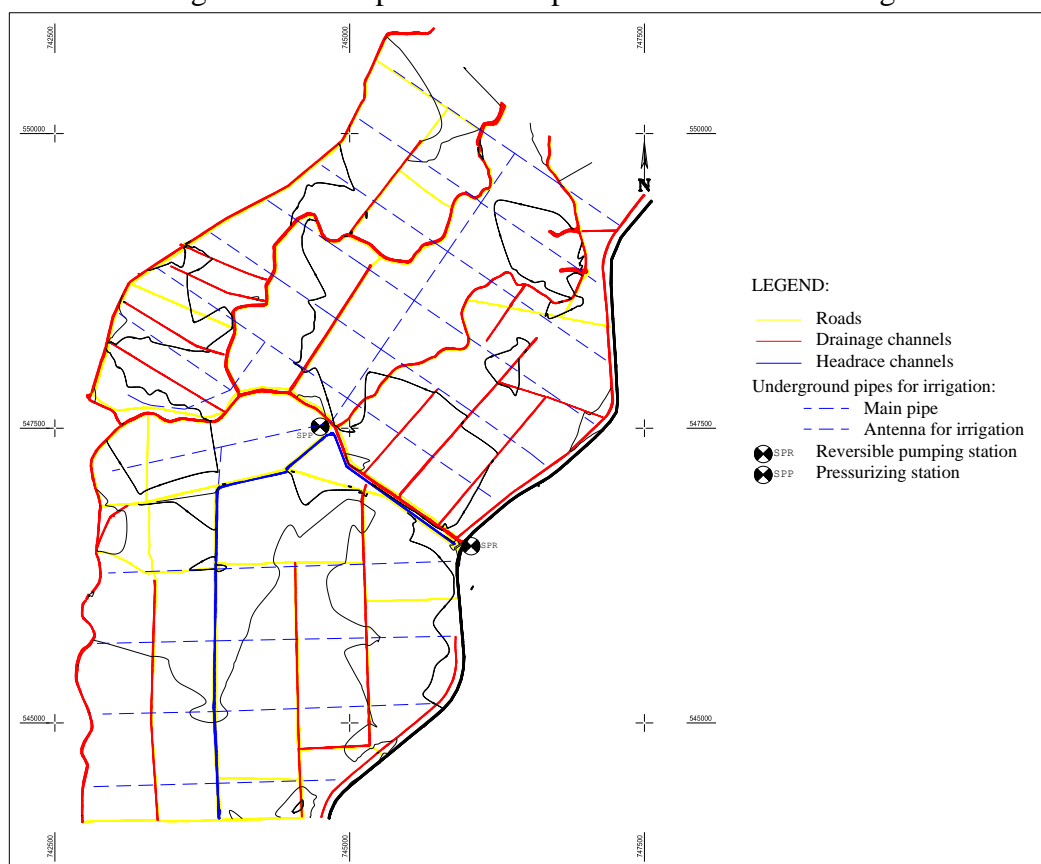 742500
745000
747500
550000
550000
N
LEGEND:
Roads
Drainage channels
Headrace channels
Underground pipes for irrigation:
Main pipe
Antenna for irrigation
SPR Reversible pumping station
SPP Pressurizing station
547500
SPP
547500
SPR
545000
545000
742500
745000
747500